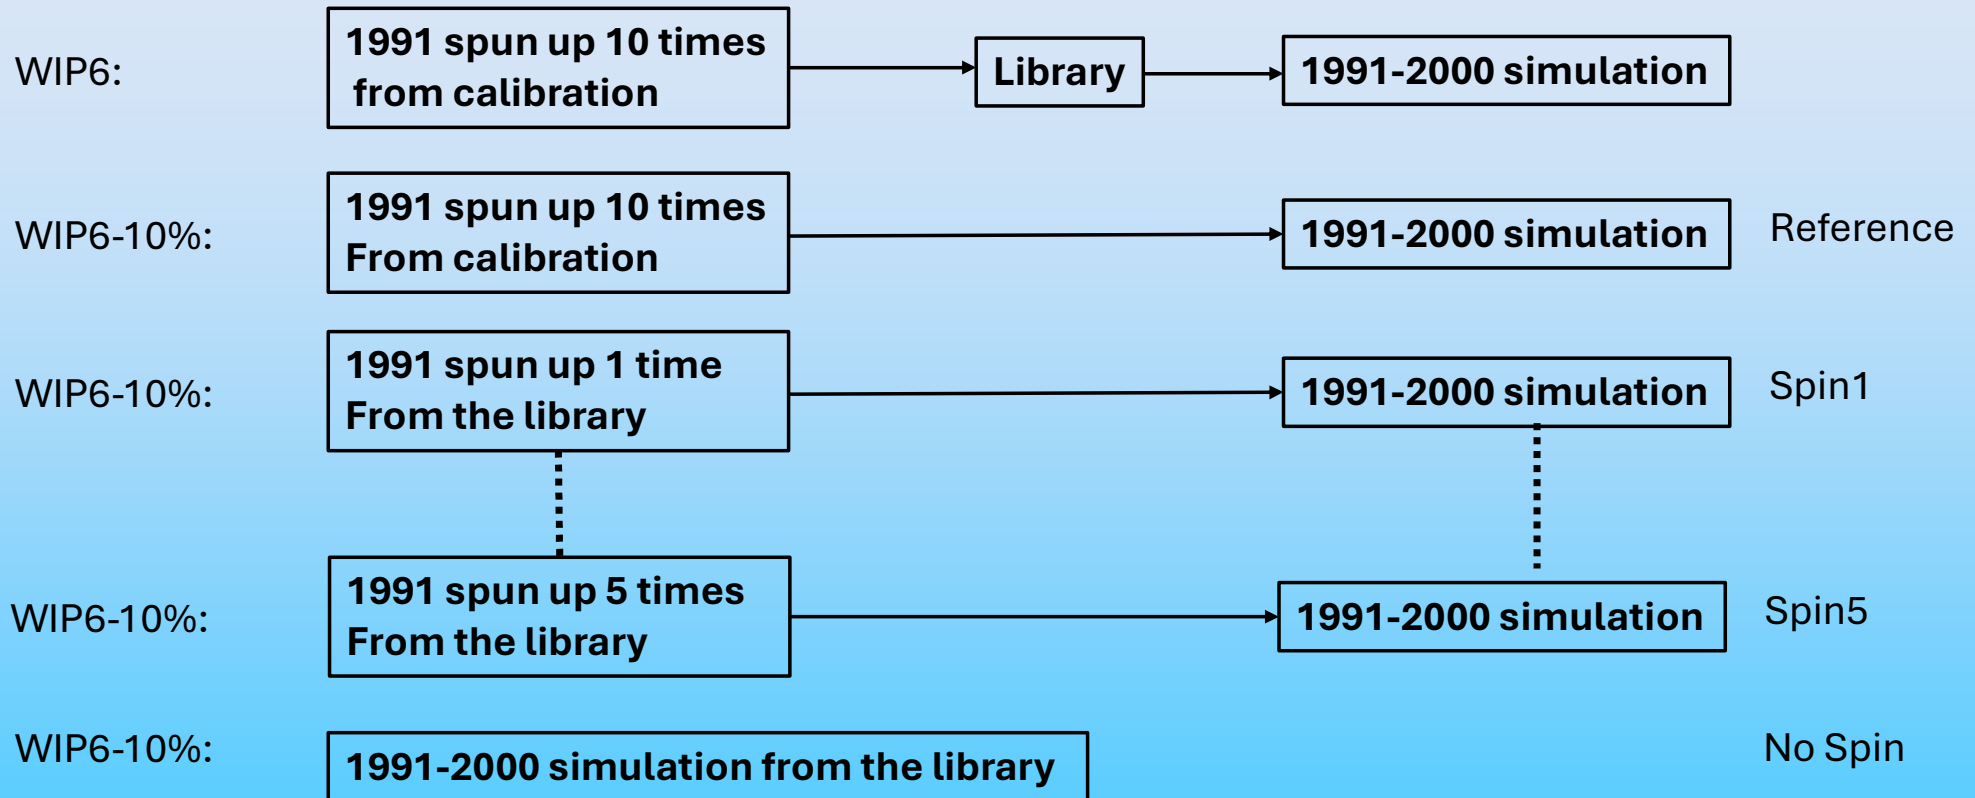 WIP6:
1991 spun up 10 times
from calibration
Library
1991-2000 simulation
WIP6-10%:
1991 spun up 10 times
From calibration
1991-2000 simulation
Reference
WIP6-10%:
1991 spun up 1 time
From the library
1991-2000 simulation
Spin1
WIP6-10%:
1991 spun up 5 times
From the library
1991-2000 simulation
Spin5
WIP6-10%:
1991-2000 simulation from the library
No Spin